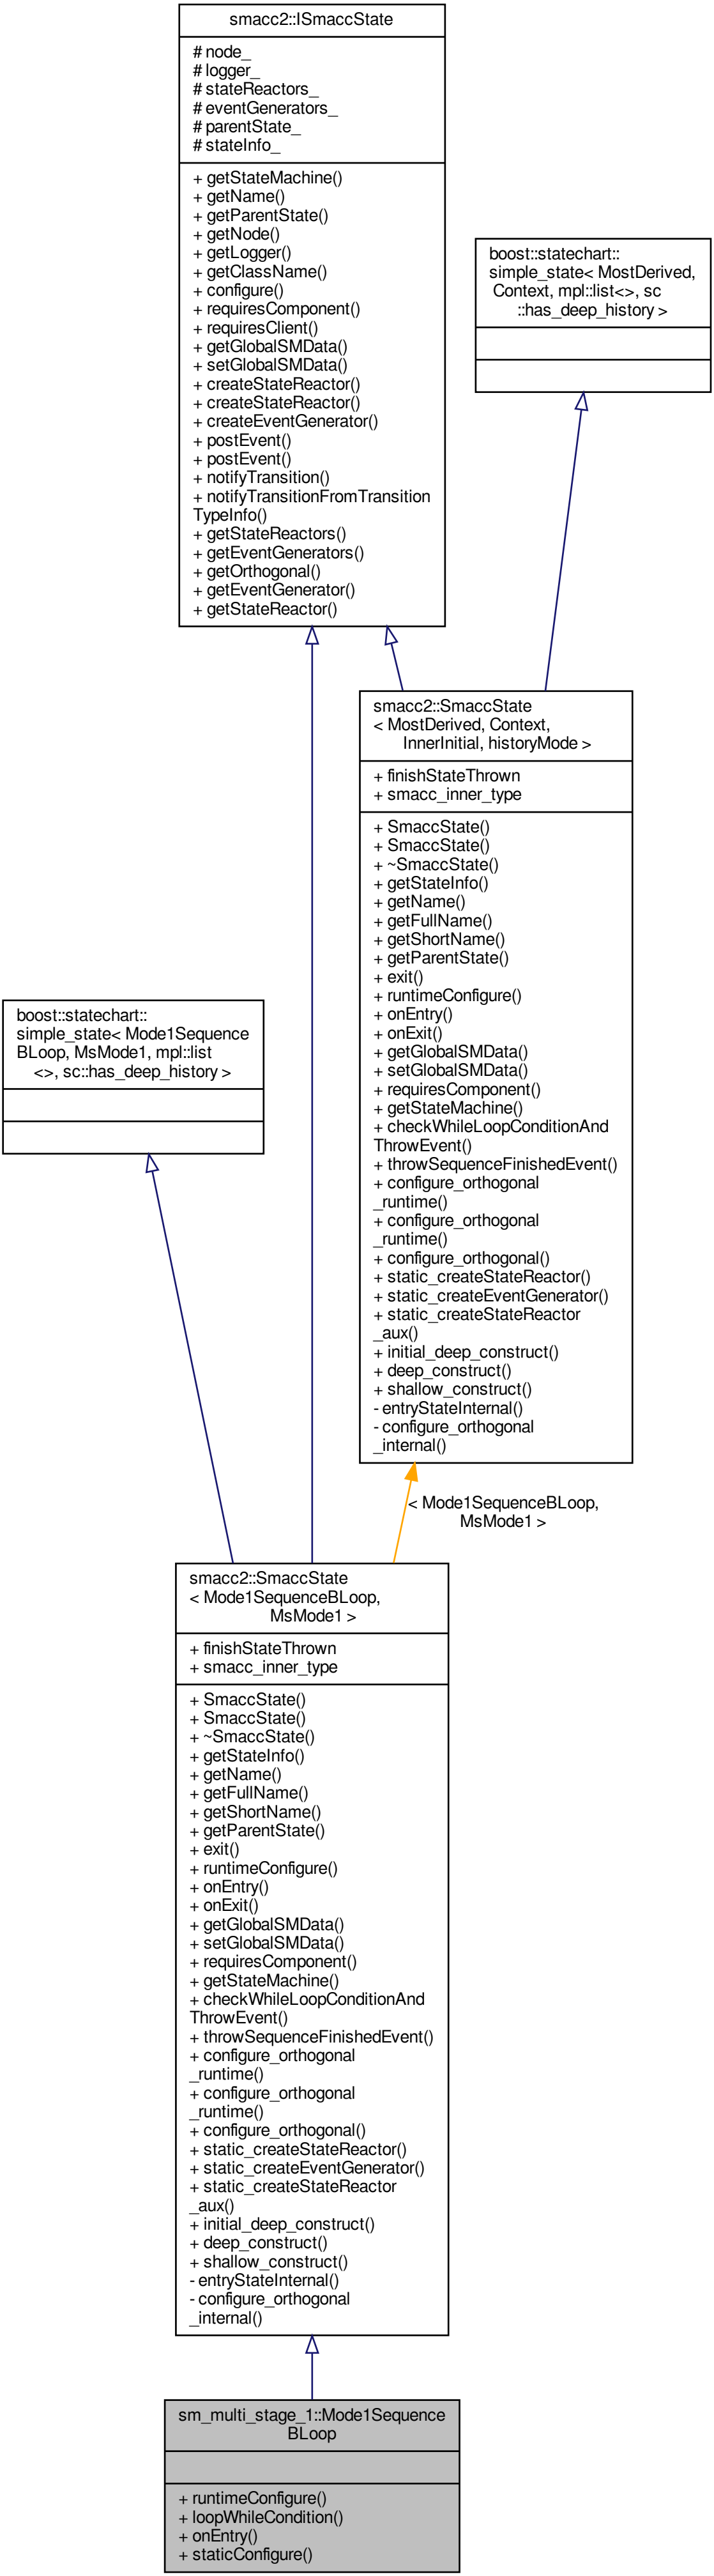 smacc2::ISmaccState
# node_
# logger_
# stateReactors_
# eventGenerators_
# parentState_
# stateInfo_
+ getStateMachine()
+ getName()
+ getParentState()
+ getNode()
+ getLogger()
+ getClassName()
+ configure()
+ requiresComponent()
+ requiresClient()
+ getGlobalSMData()
+ setGlobalSMData()
+ createStateReactor()
+ createStateReactor()
+ createEventGenerator()
+ postEvent()
+ postEvent()
+ notifyTransition()
+ notifyTransitionFromTransition
TypeInfo()
+ getStateReactors()
+ getEventGenerators()
+ getOrthogonal()
+ getEventGenerator()
+ getStateReactor()
boost::statechart::
simple_state< MostDerived,
Context, mpl::list<>, sc
::has_deep_history >
smacc2::SmaccState
< MostDerived, Context,
InnerInitial, historyMode >
+ finishStateThrown
+ smacc_inner_type
+ SmaccState()
+ SmaccState()
+ ~SmaccState()
+ getStateInfo()
+ getName()
+ getFullName()
+ getShortName()
+ getParentState()
+ exit()
+ runtimeConfigure()
+ onEntry()
+ onExit()
+ getGlobalSMData()
+ setGlobalSMData()
+ requiresComponent()
+ getStateMachine()
+ checkWhileLoopConditionAnd
ThrowEvent()
+ throwSequenceFinishedEvent()
+ configure_orthogonal
_runtime()
+ configure_orthogonal
_runtime()
+ configure_orthogonal()
+ static_createStateReactor()
+ static_createEventGenerator()
+ static_createStateReactor
_aux()
+ initial_deep_construct()
+ deep_construct()
+ shallow_construct()
- entryStateInternal()
- configure_orthogonal
_internal()
boost::statechart::
simple_state< Mode1Sequence
BLoop, MsMode1, mpl::list
<>, sc::has_deep_history >
< Mode1SequenceBLoop,
MsMode1 >
smacc2::SmaccState
< Mode1SequenceBLoop,
MsMode1 >
+ finishStateThrown
+ smacc_inner_type
+ SmaccState()
+ SmaccState()
+ ~SmaccState()
+ getStateInfo()
+ getName()
+ getFullName()
+ getShortName()
+ getParentState()
+ exit()
+ runtimeConfigure()
+ onEntry()
+ onExit()
+ getGlobalSMData()
+ setGlobalSMData()
+ requiresComponent()
+ getStateMachine()
+ checkWhileLoopConditionAnd
ThrowEvent()
+ throwSequenceFinishedEvent()
+ configure_orthogonal
_runtime()
+ configure_orthogonal
_runtime()
+ configure_orthogonal()
+ static_createStateReactor()
+ static_createEventGenerator()
+ static_createStateReactor
_aux()
+ initial_deep_construct()
+ deep_construct()
+ shallow_construct()
- entryStateInternal()
- configure_orthogonal
_internal()
sm_multi_stage_1::Mode1Sequence
BLoop
+ runtimeConfigure()
+ loopWhileCondition()
+ onEntry()
+ staticConfigure()